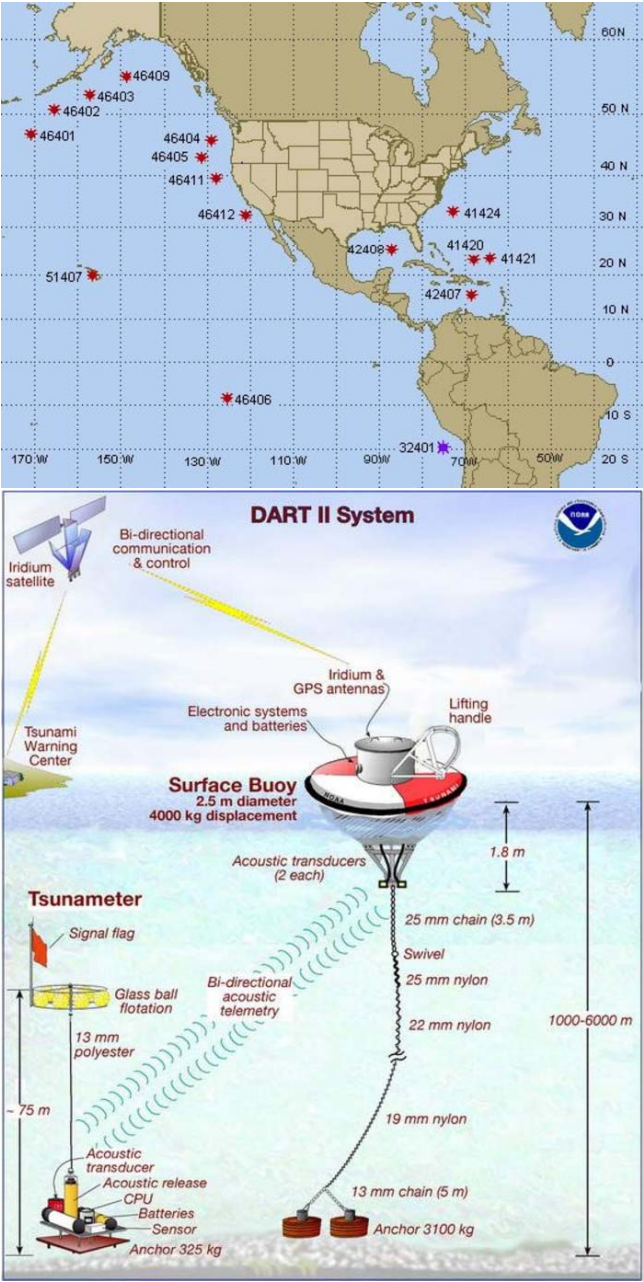 60N
46409
46403
46402
50 N
46401
46404
46405
40 N
46411
46412
41424
30 N
42408
41420
41421
51407
20 N
42407
10 N
0
46406
10 S
32401
170:W
150:W
130:W
110:W
90:W
70:W
50:W
20 S
DART II System
noaa
Bi-directional
communication
& control
Iridium
satellite
Iridium &
GPS antennas
Lifting
handle
Electronic systems
and batteries
Tsunami
Warning
Center
Surface Buoy
2.5 m diameter
4000 kg displacement
NOAA
TSUNAMI
1.8 m
Acoustic transducers
(2 each)
Tsunameter
25 mm chain (3.5 m)
Signal flag
Swivel
25 mm nylon
Bi-directional
acoustic
telemetry
Glass ball
flotation
1000-6000 m
22 mm nylon
13 mm
polyester
~ 75 m
19 mm nylon
Acoustic
transducer
Acoustic release
CPU
Batteries
Sensor
Anchor 325 kg
13 mm chain (5 m)
Anchor 3100 kg